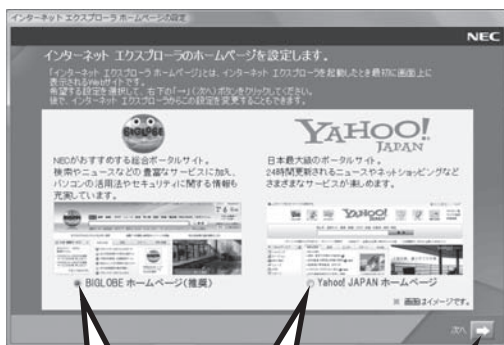 インターネット エクスプローラ ホームページの設定
NEC
インターネット エクスプローラのホームページを設定します。
「インターネット エクスプローラ ホームページ」とは、インターネット エクスプローラを起動したとき最初に画面上に
表示されるWebサイトです。
希望する設定を選択して、右下の「→」(次へ)ボタンをクリックしてください。
後で、インターネット エクスプローラからこの設定を変更することもできます。
BIGLOBE
NECがおすすめする総合ポータルサイト。
検索やニュースなどの豊富なサービスに加え、
パソコンの活用法やセキュリティに関する情報も
充実しています。
BIGLOBE ホームページ(推奨)
YAHOO!
JAPAN
日本最大級のポータルサイト。
24時間更新されるニュースやネットショッピングなど
さまざまなサービスが楽しめます。
YAHOO!
Yahoo! JAPAN ホームページ
※ 画面はイメージです。
次へ